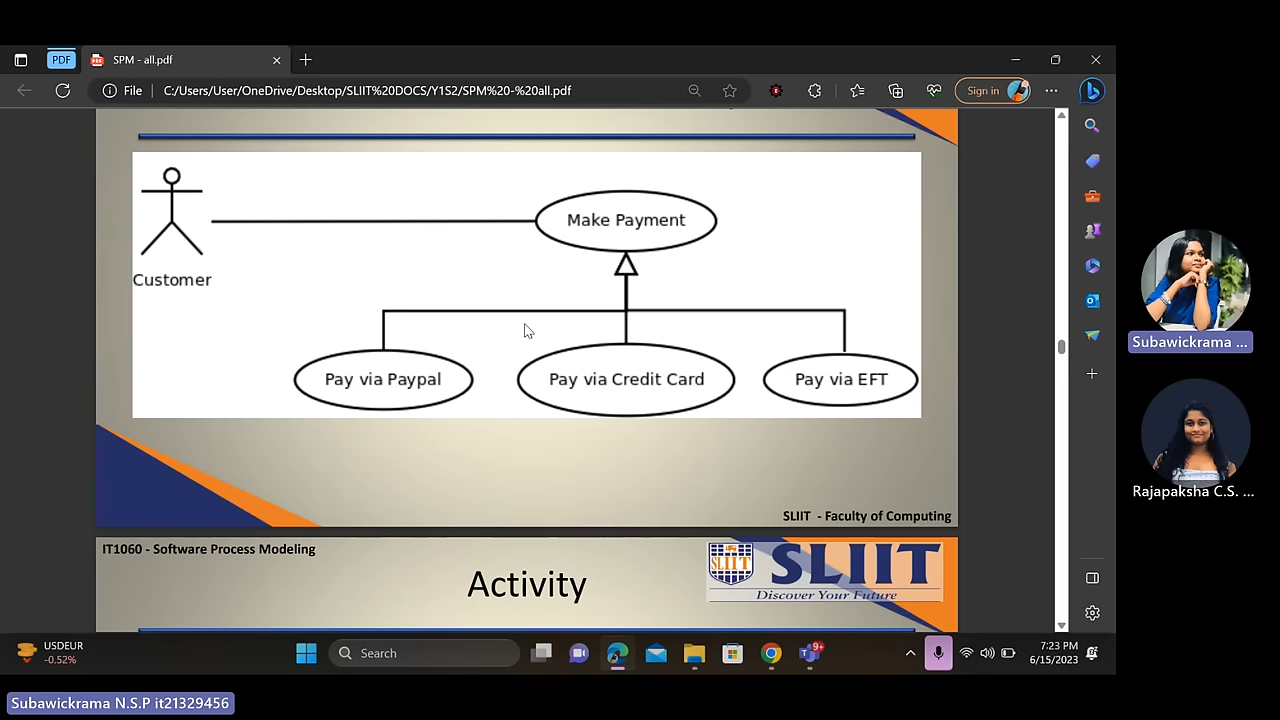 PDF
SPM - all.pdf
File
C:/Users/User/OneDrive/Desktop/SLIIT%20DOCS/Y1S2/SPM%20-%20all.pdf
Sign in
Customer
Make Payment
Pay via Paypal
Pay via Credit Card
Pay via EFT
SLIIT - Faculty of Computing
IT1060 - Software Process Modeling
Activity
SLIIT
SLIIT
Discover Your Future
Subawickrama ...
Rajapaksha C.S. ...
USDEUR
-0.52%
Search
9+
7:23 PM
6/15/2023
Subawickrama N.S.P it21329456